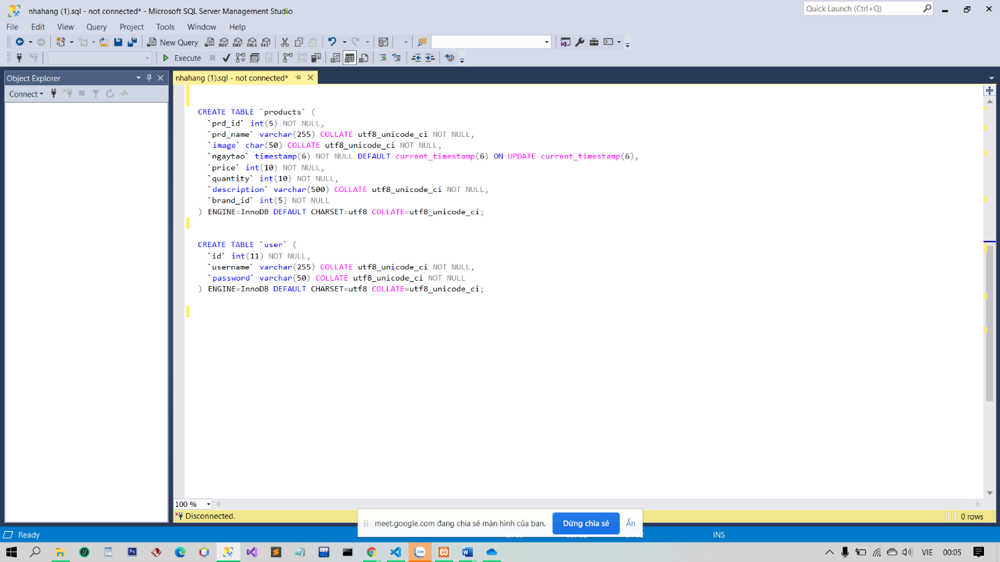 nhahang (1).sql - not connected* - Microsoft SQL Server Management Studio
Quick Launch (Ctrl+Q)
File Edit View Query Project Tools Window Help
New Query MDX DMX XMLA DAX
Execute
Object Explorer
nhahang (1).sql - not connected*
Connect
CREATE TABLE `products` (
`prd_id` int(5) NOT NULL,
`prd_name` varchar(255) COLLATE utf8_unicode_ci NOT NULL,
`image` char(50) COLLATE utf8_unicode_ci NOT NULL,
`ngaytao` timestamp(6) NOT NULL DEFAULT current_timestamp(6) ON UPDATE current_timestamp(6),
`price` int(10) NOT NULL,
`quantity` int(10) NOT NULL,
`description` varchar(500) COLLATE utf8_unicode_ci NOT NULL,
`brand_id` int(5) NOT NULL
) ENGINE=InnoDB DEFAULT CHARSET=utf8 COLLATE=utf8_unicode_ci;
CREATE TABLE `user` (
`id` int(11) NOT NULL,
`username` varchar(255) COLLATE utf8_unicode_ci NOT NULL,
`password` varchar(50) COLLATE utf8_unicode_ci NOT NULL
) ENGINE=InnoDB DEFAULT CHARSET=utf8 COLLATE=utf8_unicode_ci;
100 %
Disconnected.
0 rows
meet.google.com đang chia sẻ màn hình của bạn. Dừng chia sẻ Ẩn
Ready
INS
VIE 00:05